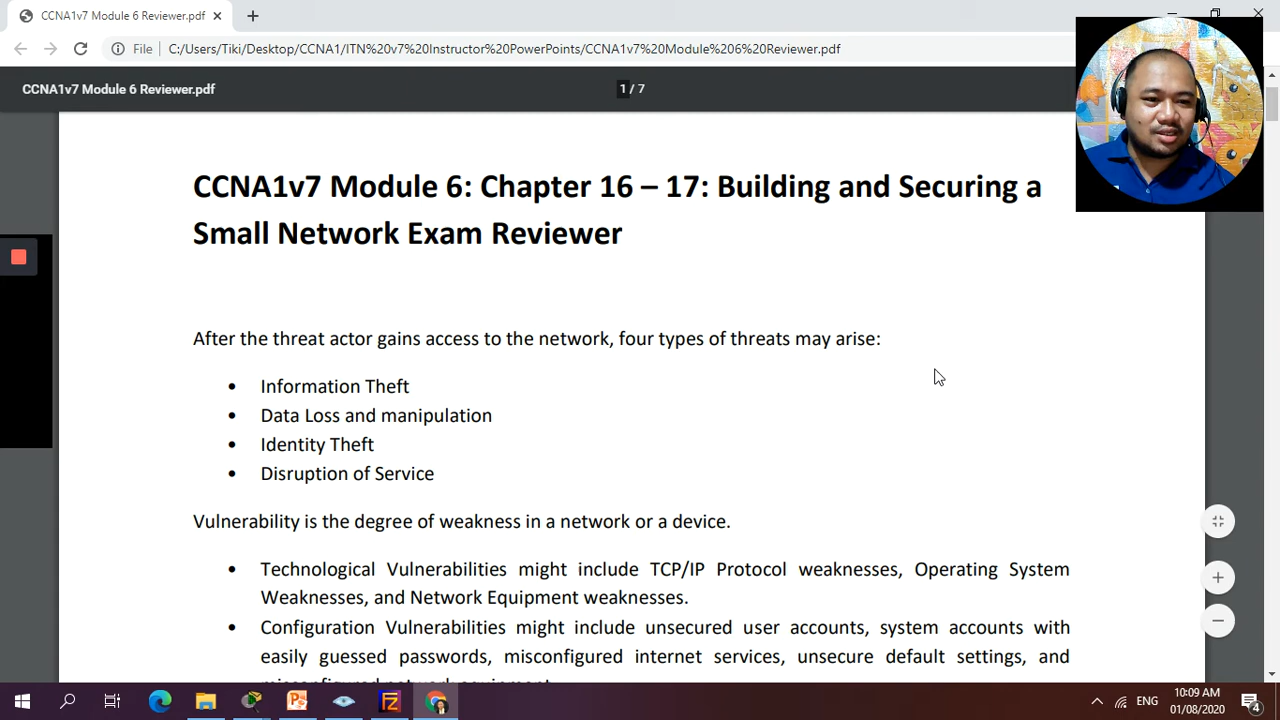 CCNA1v7 Module 6 Reviewer.pdf
File
C:/Users/Tiki/Desktop/CCNA1/ITN%20v7%20Instructor%20PowerPoints/CCNA1v7%20Module%206%20Reviewer.pdf
CCNA1v7 Module 6 Reviewer.pdf
1 / 7
CCNA1v7 Module 6: Chapter 16 – 17: Building and Securing a
Small Network Exam Reviewer
After the threat actor gains access to the network, four types of threats may arise:
• Information Theft
• Data Loss and manipulation
• Identity Theft
• Disruption of Service
Vulnerability is the degree of weakness in a network or a device.
• Technological Vulnerabilities might include TCP/IP Protocol weaknesses, Operating System
Weaknesses, and Network Equipment weaknesses.
• Configuration Vulnerabilities might include unsecured user accounts, system accounts with
easily guessed passwords, misconfigured internet services, unsecure default settings, and
ENG
10:09 AM
01/08/2020
4